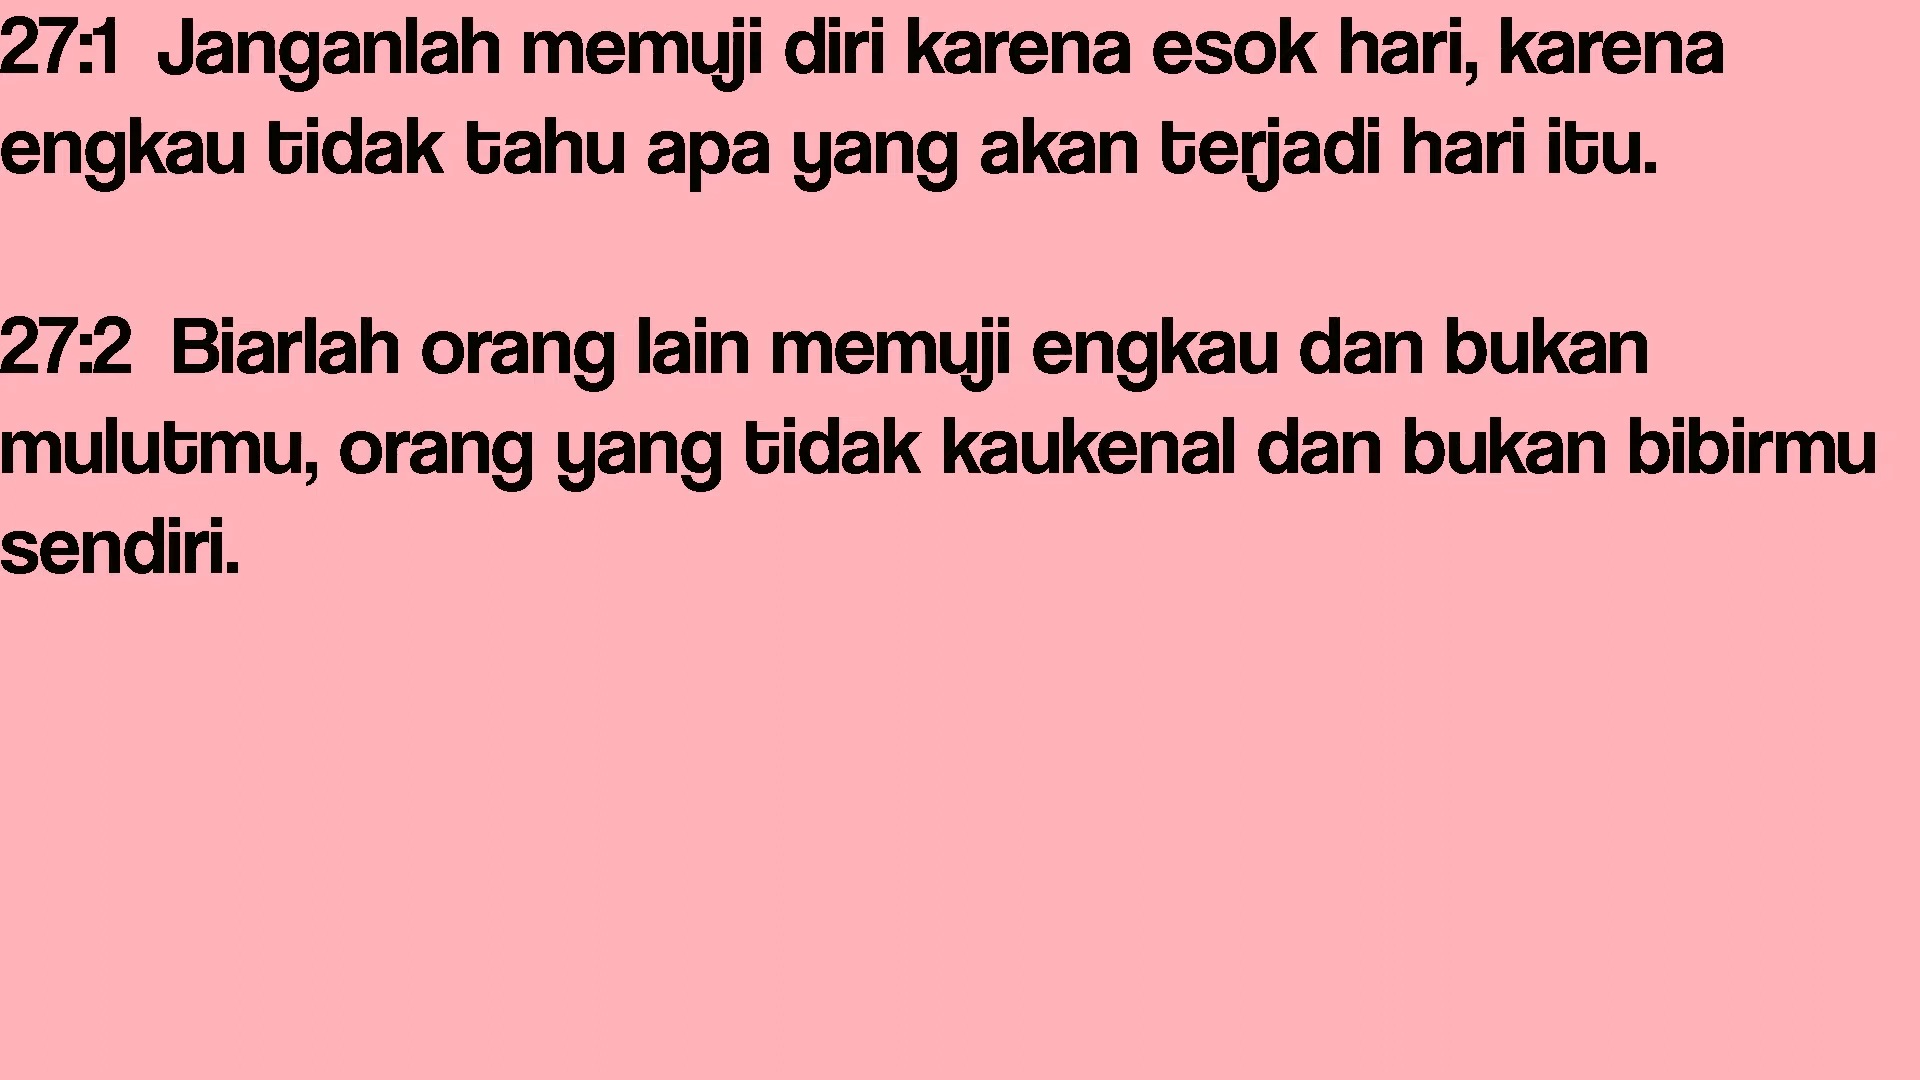 27:1  Janganlah memuji diri karena esok hari, karena
engkau tidak tahu apa yang akan terjadi hari itu.
27:2  Biarlah orang lain memuji engkau dan bukan
mulutmu, orang yang tidak kaukenal dan bukan bibirmu
sendiri.